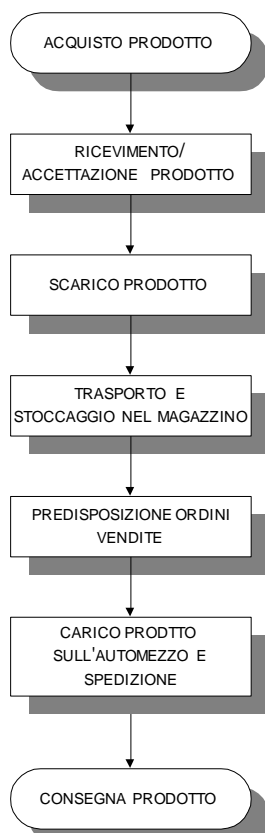 ACQUISTO PRODOTTO
RICEVIMENTO/
ACCETTAZIONE PRODOTTO
SCARICO PRODOTTO
TRASPORTO E
STOCCAGGIO NEL MAGAZZINO
PREDISPOSIZIONE ORDINI
VENDITE
CARICO PRODTTO
SULL'AUTOMEZZO E
SPEDIZIONE
CONSEGNA PRODOTTO